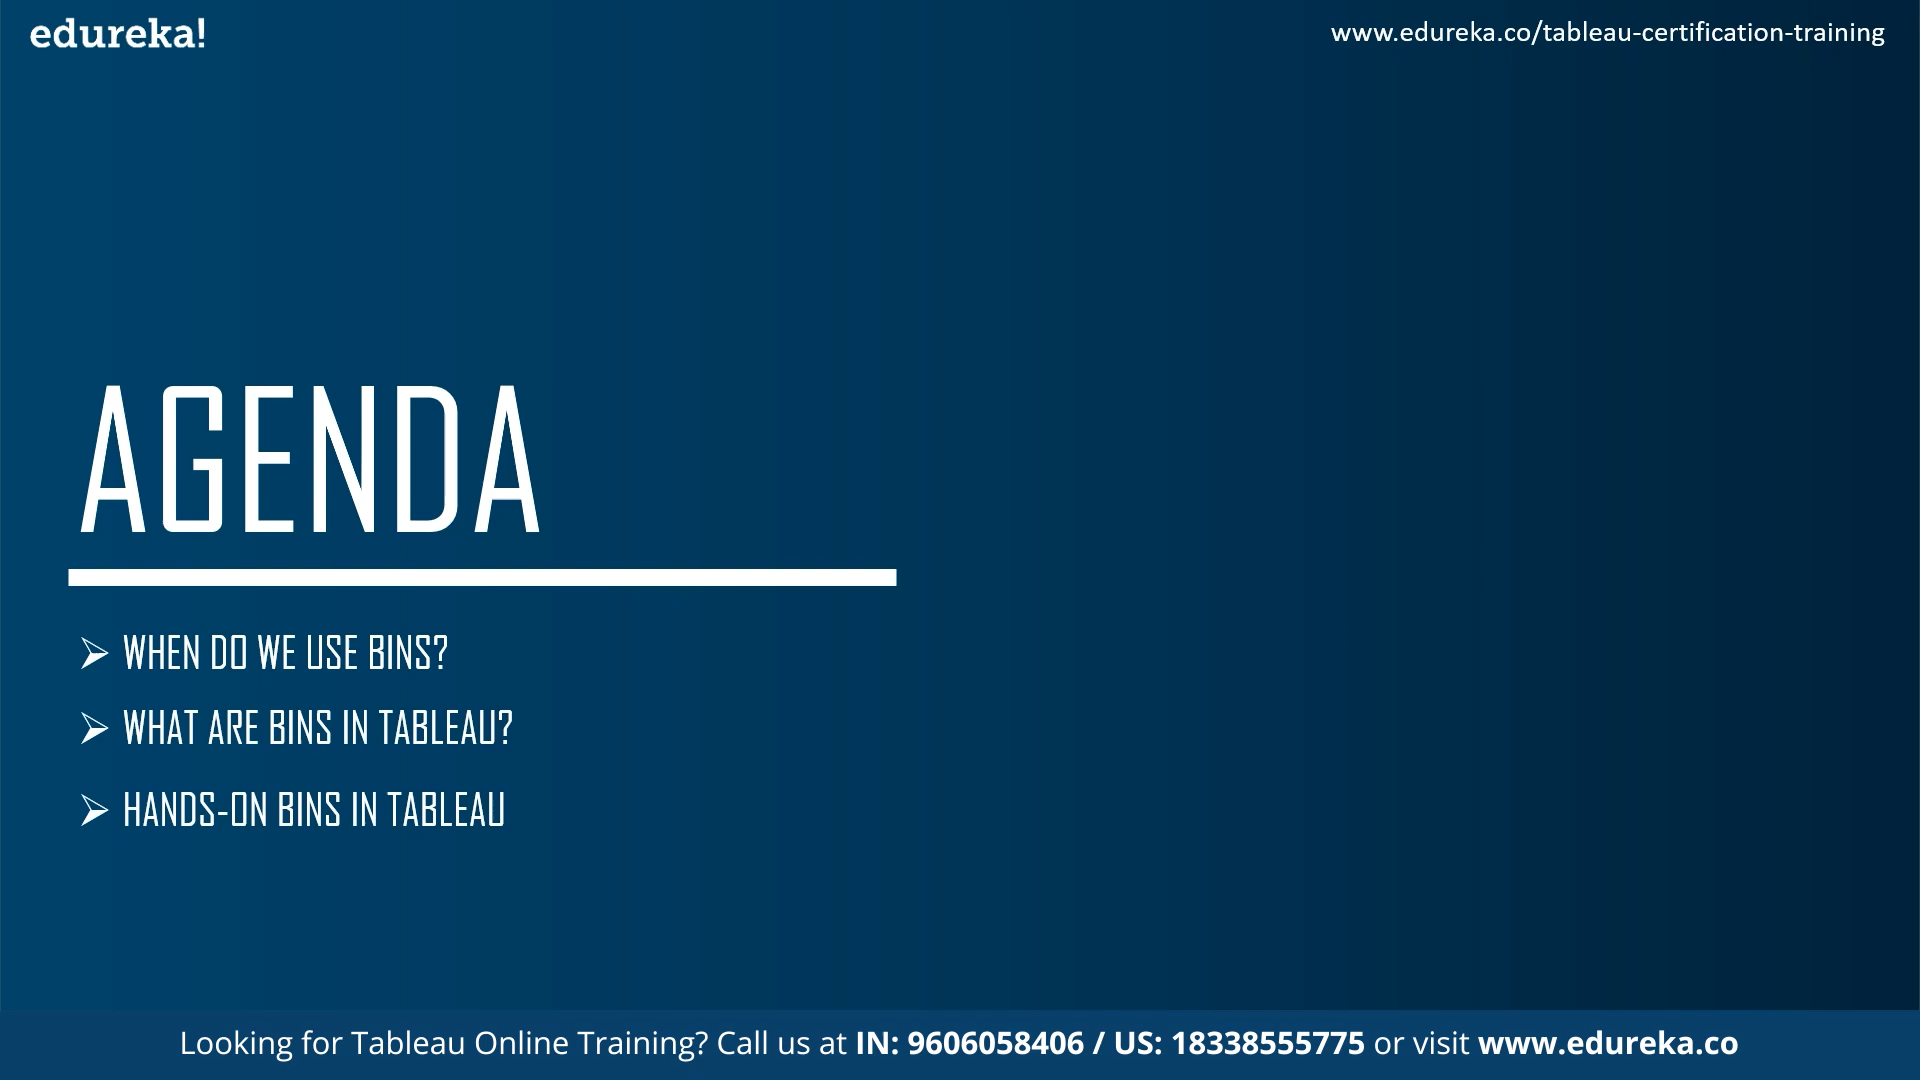 edureka!
www.edureka.co/tableau-certification-training
AGENDA
WHEN DO WE USE BINS?
WHAT ARE BINS IN TABLEAU?
HANDS-ON BINS IN TABLEAU
Looking for Tableau Online Training? Call us at IN: 9606058406 / US: 18338555775 or visit www.edureka.co